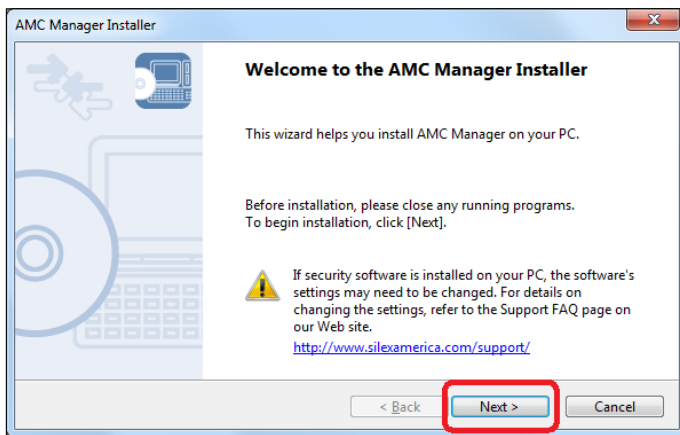 AMC Manager Installer
Welcome to the AMC Manager Installer
This wizard helps you install AMC Manager on your PC.
Before installation, please close any running programs.
To begin installation, click [Next].
If security software is installed on your PC, the software's
settings may need to be changed. For details on
changing the settings, refer to the Support FAQ page on
our Web site.
http://www.silexamerica.com/support/
< Back Next > Cancel